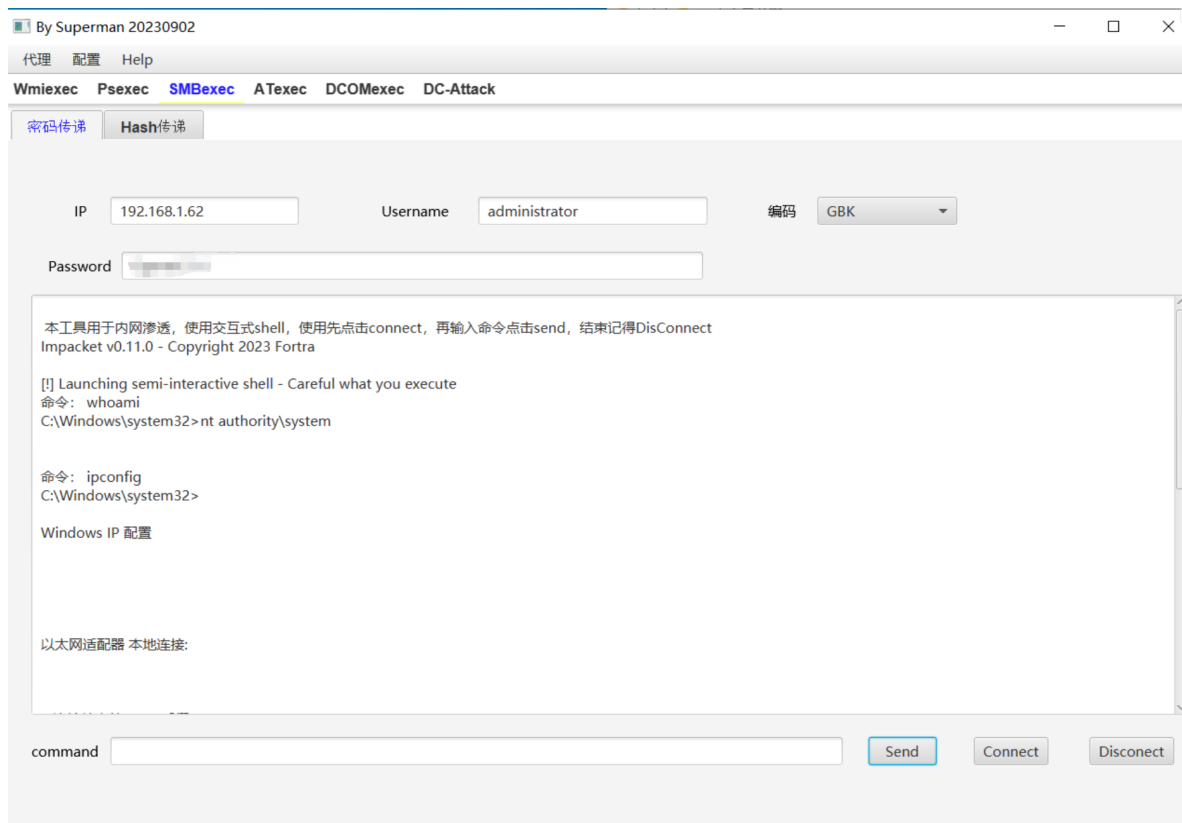 By Superman 20230902
代理 配置 Help
Wmiexec Psexec SMBexec ATexec DCOMexec DC-Attack
密码传递 Hash传递
IP 192.168.1.62 Username administrator 编码 GBK
Password
本工具用于内网渗透，使用交互式shell，使用先点击connect，再输入命令点击send，结束记得DisConnect
Impacket v0.11.0 - Copyright 2023 Fortra
[!] Launching semi-interactive shell - Careful what you execute
命令： whoami
C:\Windows\system32>nt authority\system
命令： ipconfig
C:\Windows\system32>
Windows IP 配置
以太网适配器 本地连接:
command Send Connect Disconect